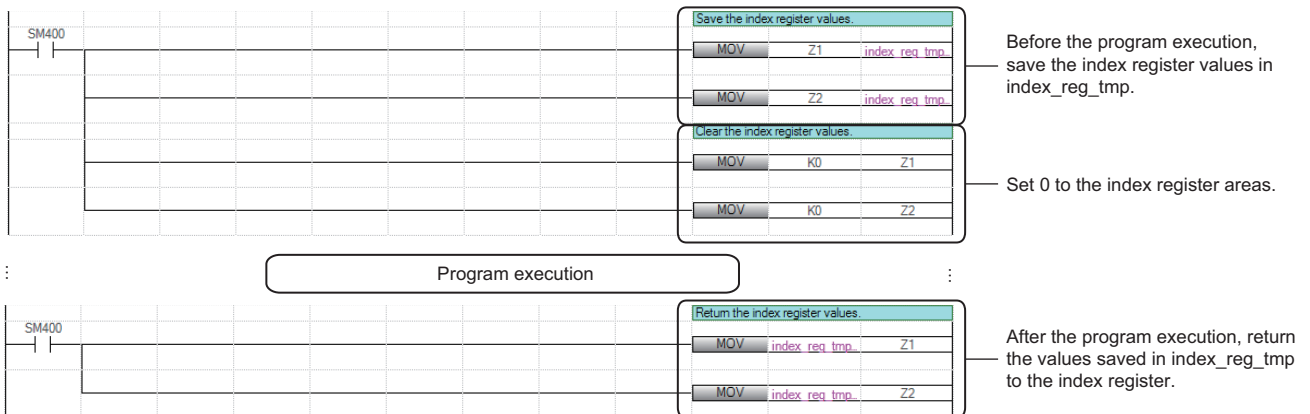 Save the index register values.
SM400
MOV Z1 index_reg_tmp..
Before the program execution,
save the index register values in
index_reg_tmp.
MOV Z2 index_reg_tmp..
Clear the index register values.
MOV K0 Z1
Set 0 to the index register areas.
MOV K0 Z2
Program execution
Return the index register values.
SM400
MOV index_reg_tmp.. Z1
After the program execution, return
the values saved in index_reg_tmp
to the index register.
MOV index_reg_tmp.. Z2